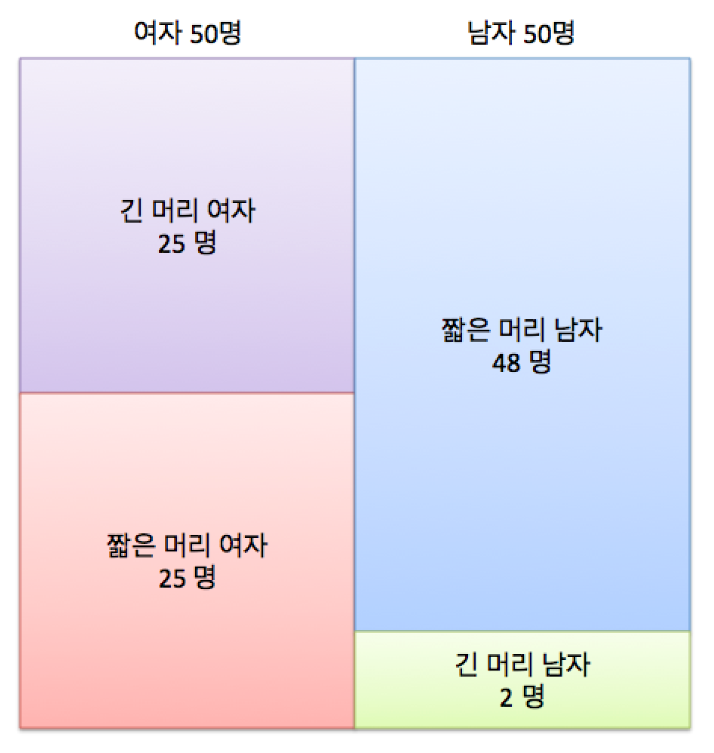 여자 50명
남자 50명
긴 머리 여자
25 명
짧은 머리 남자
48 명
짧은 머리 여자
25 명
긴 머리 남자
2 명